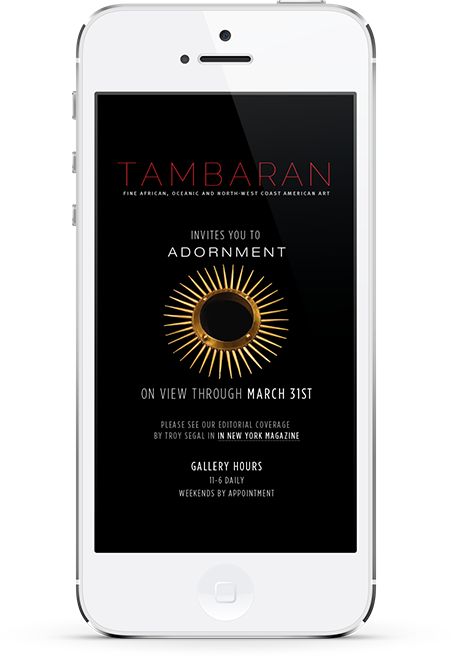 TAMBARAN
FINE AFRICAN, OCEANIC AND NORTH-WEST COAST AMERICAN ART
INVITES YOU TO
ADORNMENT
ON VIEW THROUGH MARCH 31ST
PLEASE SEE OUR EDITORIAL COVERAGE
BY TROY SEGAL IN IN NEW YORK MAGAZINE
GALLERY HOURS
11-6 DAILY
WEEKENDS BY APPOINTMENT